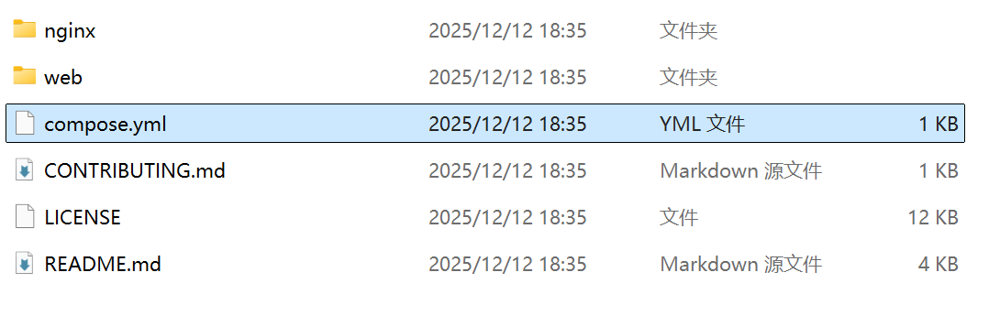 nginx 2025/12/12 18:35 文件夹
web 2025/12/12 18:35 文件夹
compose.yml 2025/12/12 18:35 YML 文件 1 KB
CONTRIBUTING.md 2025/12/12 18:35 Markdown 源文件 1 KB
LICENSE 2025/12/12 18:35 文件 12 KB
README.md 2025/12/12 18:35 Markdown 源文件 4 KB